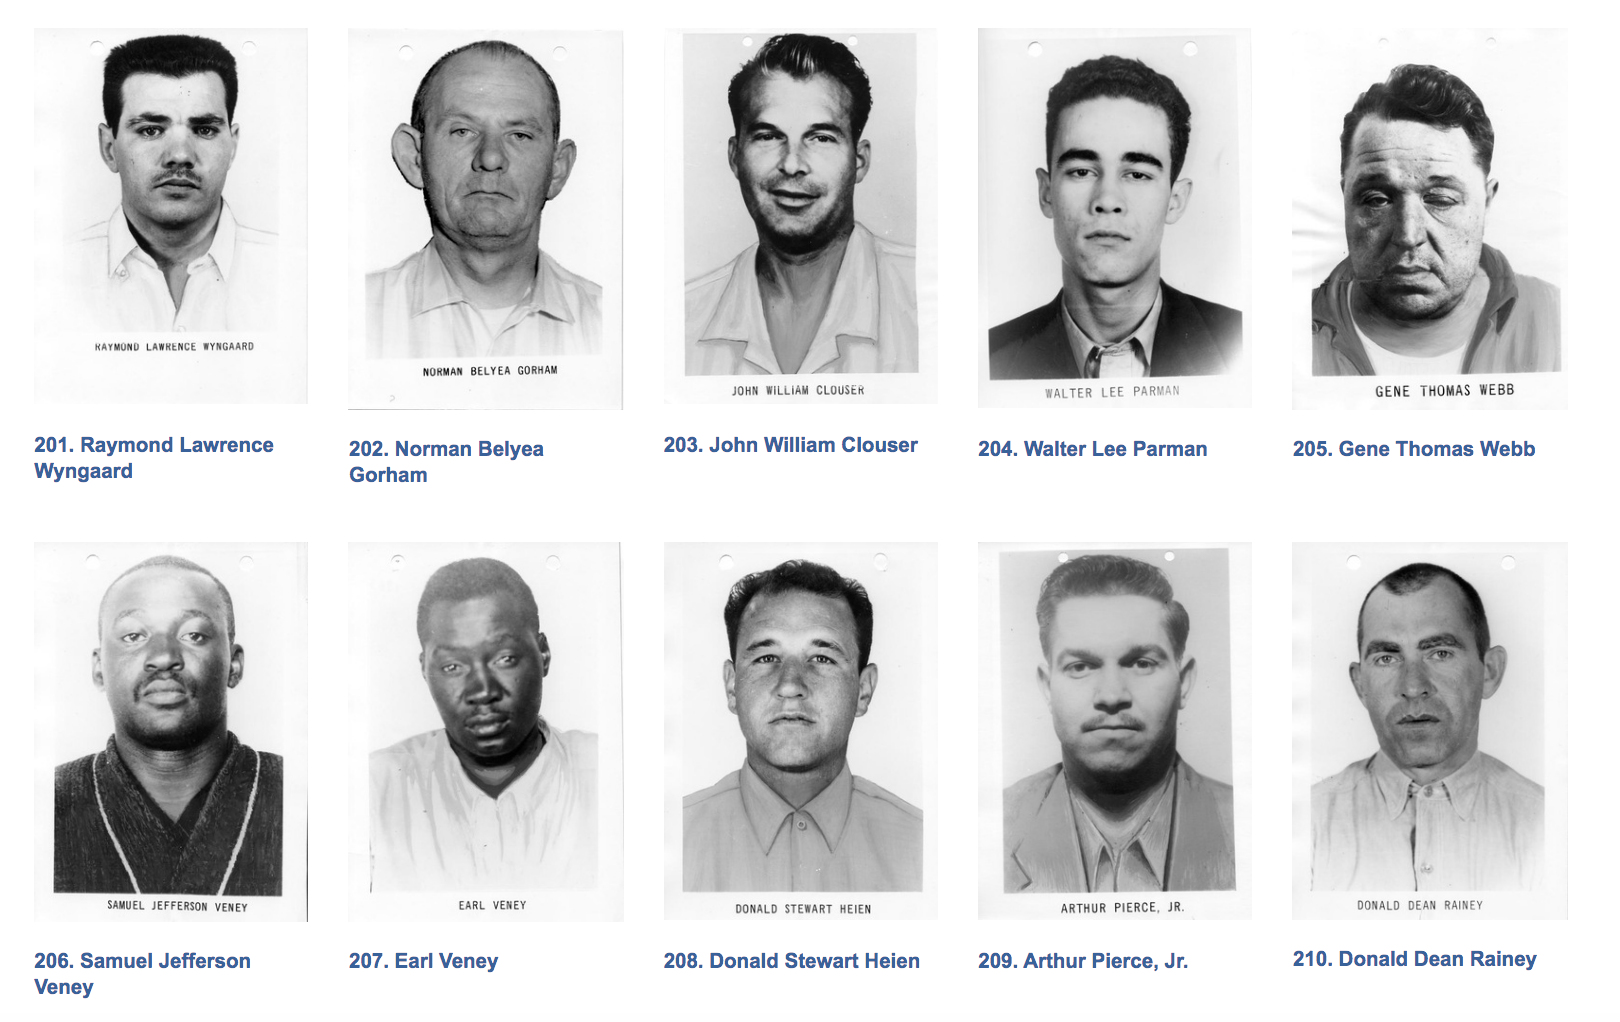 RAYMOND LAWRENCE WYNGAARD
NORMAN BELYEA GORHAM
JOHN WILLIAM CLOUSER
WALTER LEE PARMAN
GENE THOMAS WEBB
201. Raymond Lawrence
Wyngaard
202. Norman Belyea
Gorham
203. John William Clouser
204. Walter Lee Parman
205. Gene Thomas Webb
SAMUEL JEFFERSON VENEY
EARL VENEY
DONALD STEWART HEIEN
ARTHUR PIERCE, JR.
DONALD DEAN RAINEY
206. Samuel Jefferson
Veney
207. Earl Veney
208. Donald Stewart Heien
209. Arthur Pierce, Jr.
210. Donald Dean Rainey